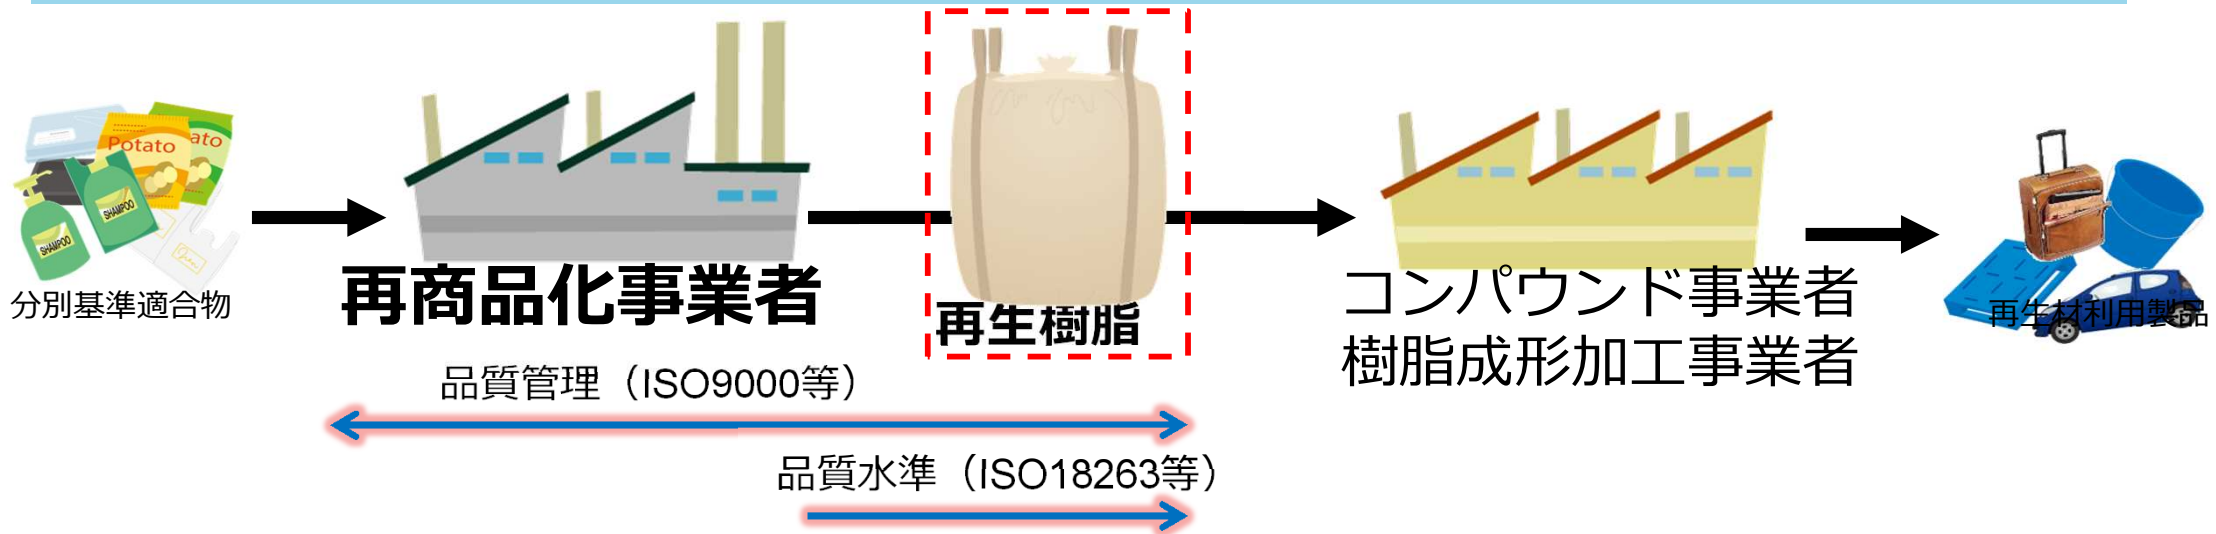 Potato
ato
SHAMPOO
SHAMPOO
分別基準適合物
再商品化事業者
再生樹脂
コンパウンド事業者
樹脂成形加工事業者
再生材利用製品
品質管理（ISO9000等）
品質水準（ISO18263等）